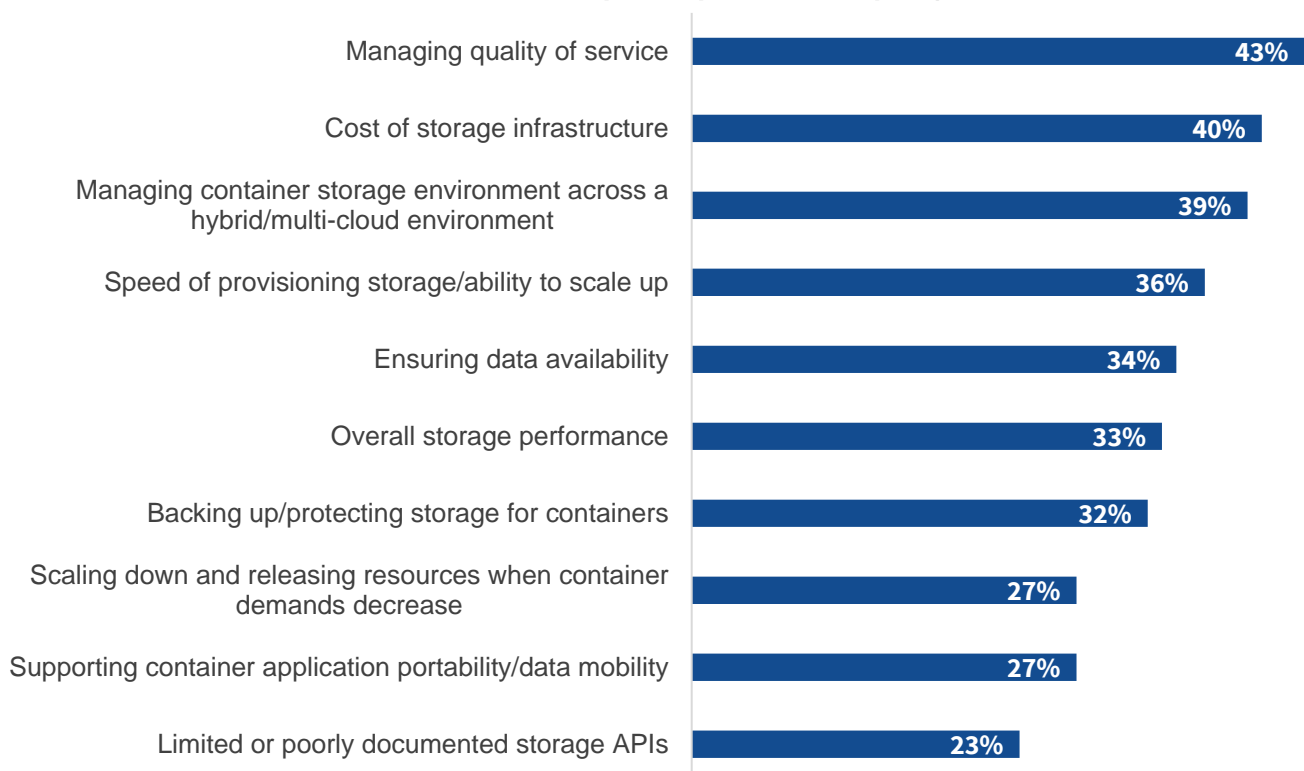 Managing quality of service
43%
Cost of storage infrastructure
40%
Managing container storage environment across a
hybrid/multi-cloud environment
39%
Speed of provisioning storage/ability to scale up
36%
Ensuring data availability
34%
Overall storage performance
33%
Backing up/protecting storage for containers
32%
Scaling down and releasing resources when container
demands decrease
27%
Supporting container application portability/data mobility
27%
Limited or poorly documented storage APIs
23%